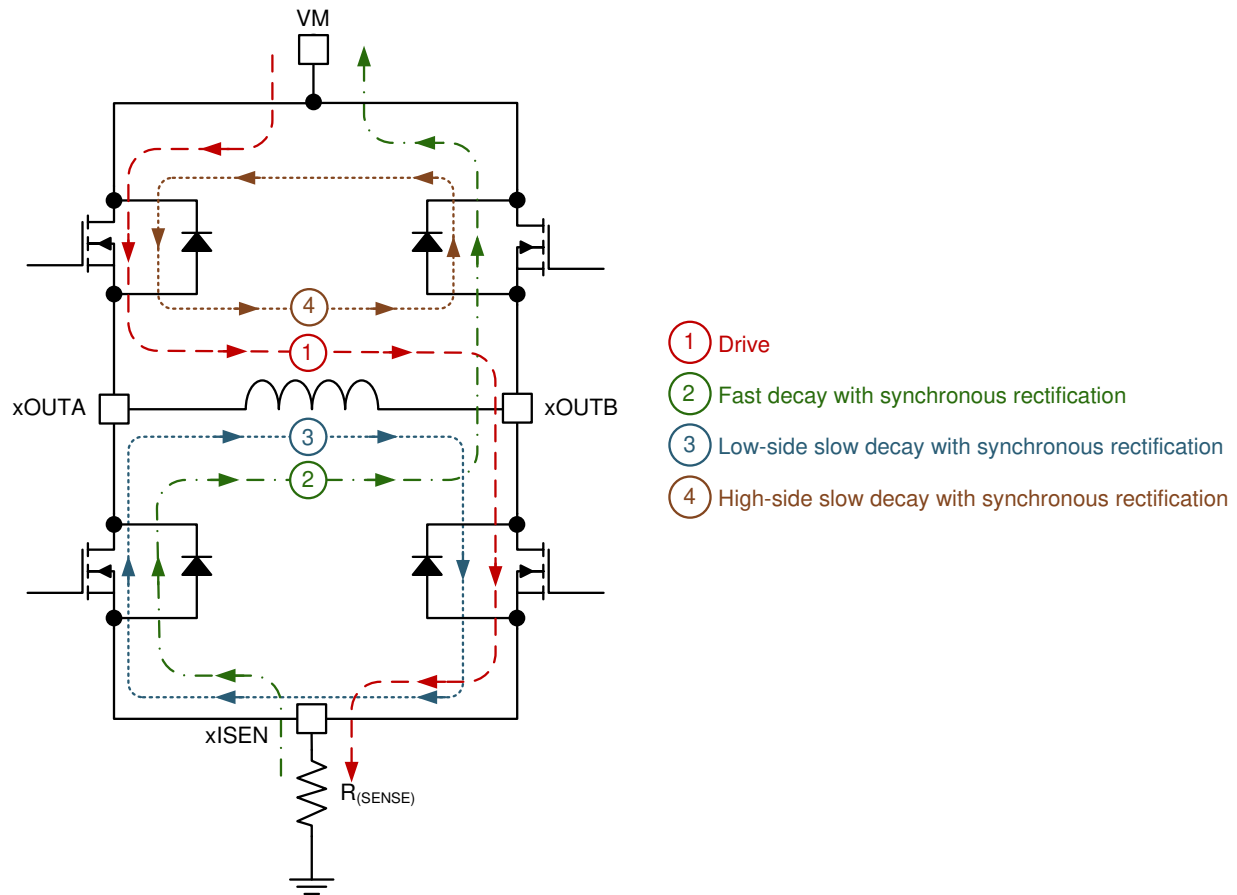 VM
4
1
xOUTA
xOUTB
3
2
xISEN
R(SENSE)
1 Drive
2 Fast decay with synchronous rectification
3 Low-side slow decay with synchronous rectification
4 High-side slow decay with synchronous rectification